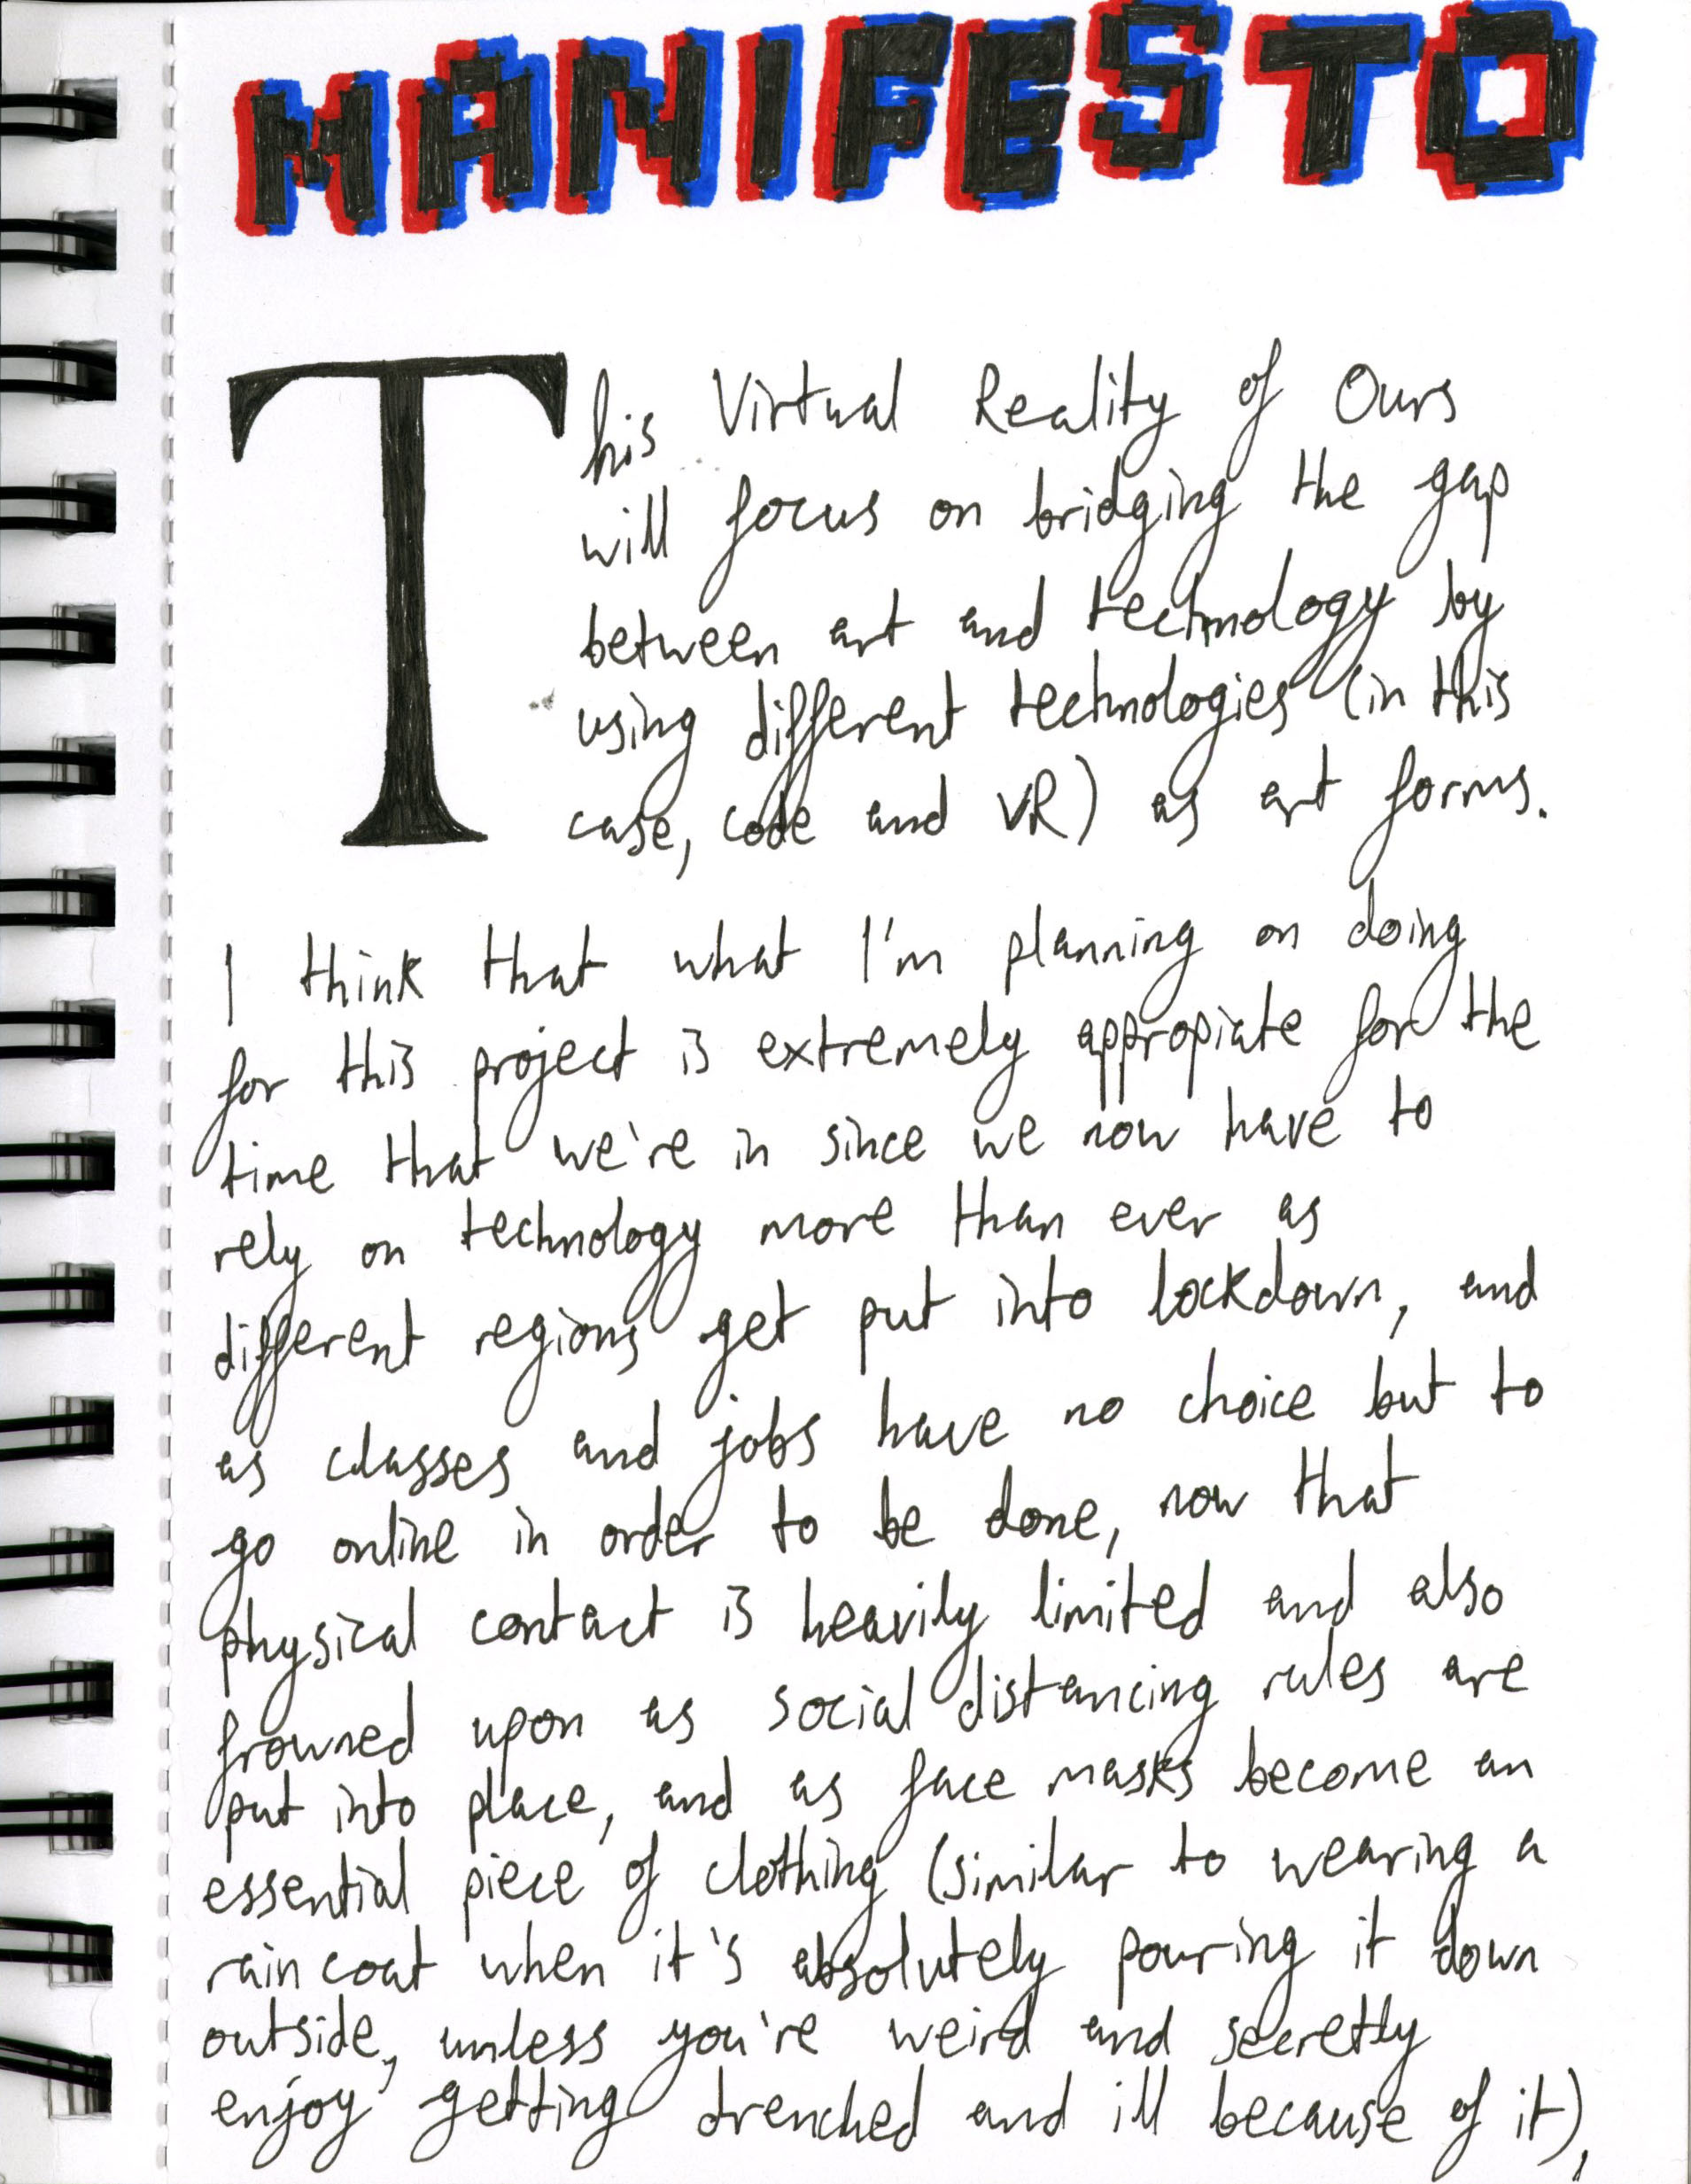 MANIFESTO
This Virtual Reality of Ours
will focus on bridging the gap
between art and technology by
using different technologies (in this
case, code and VR) as art forms.
I think that what I'm planning on doing
for this project is extremely appropiate for the
time that we're in since we now have to
rely on technology more than ever as
different regions get put into lockdown, and
as classes and jobs have no choice but to
go online in order to be done, now that
physical contact is heavily limited and also
frowned upon as social distancing rules are
put into place, and as face masks become an
essential piece of clothing (similar to wearing a
rain coat when it's absolutely pouring it down
outside, unless you're weird and secretly
enjoy getting drenched and ill because of it),